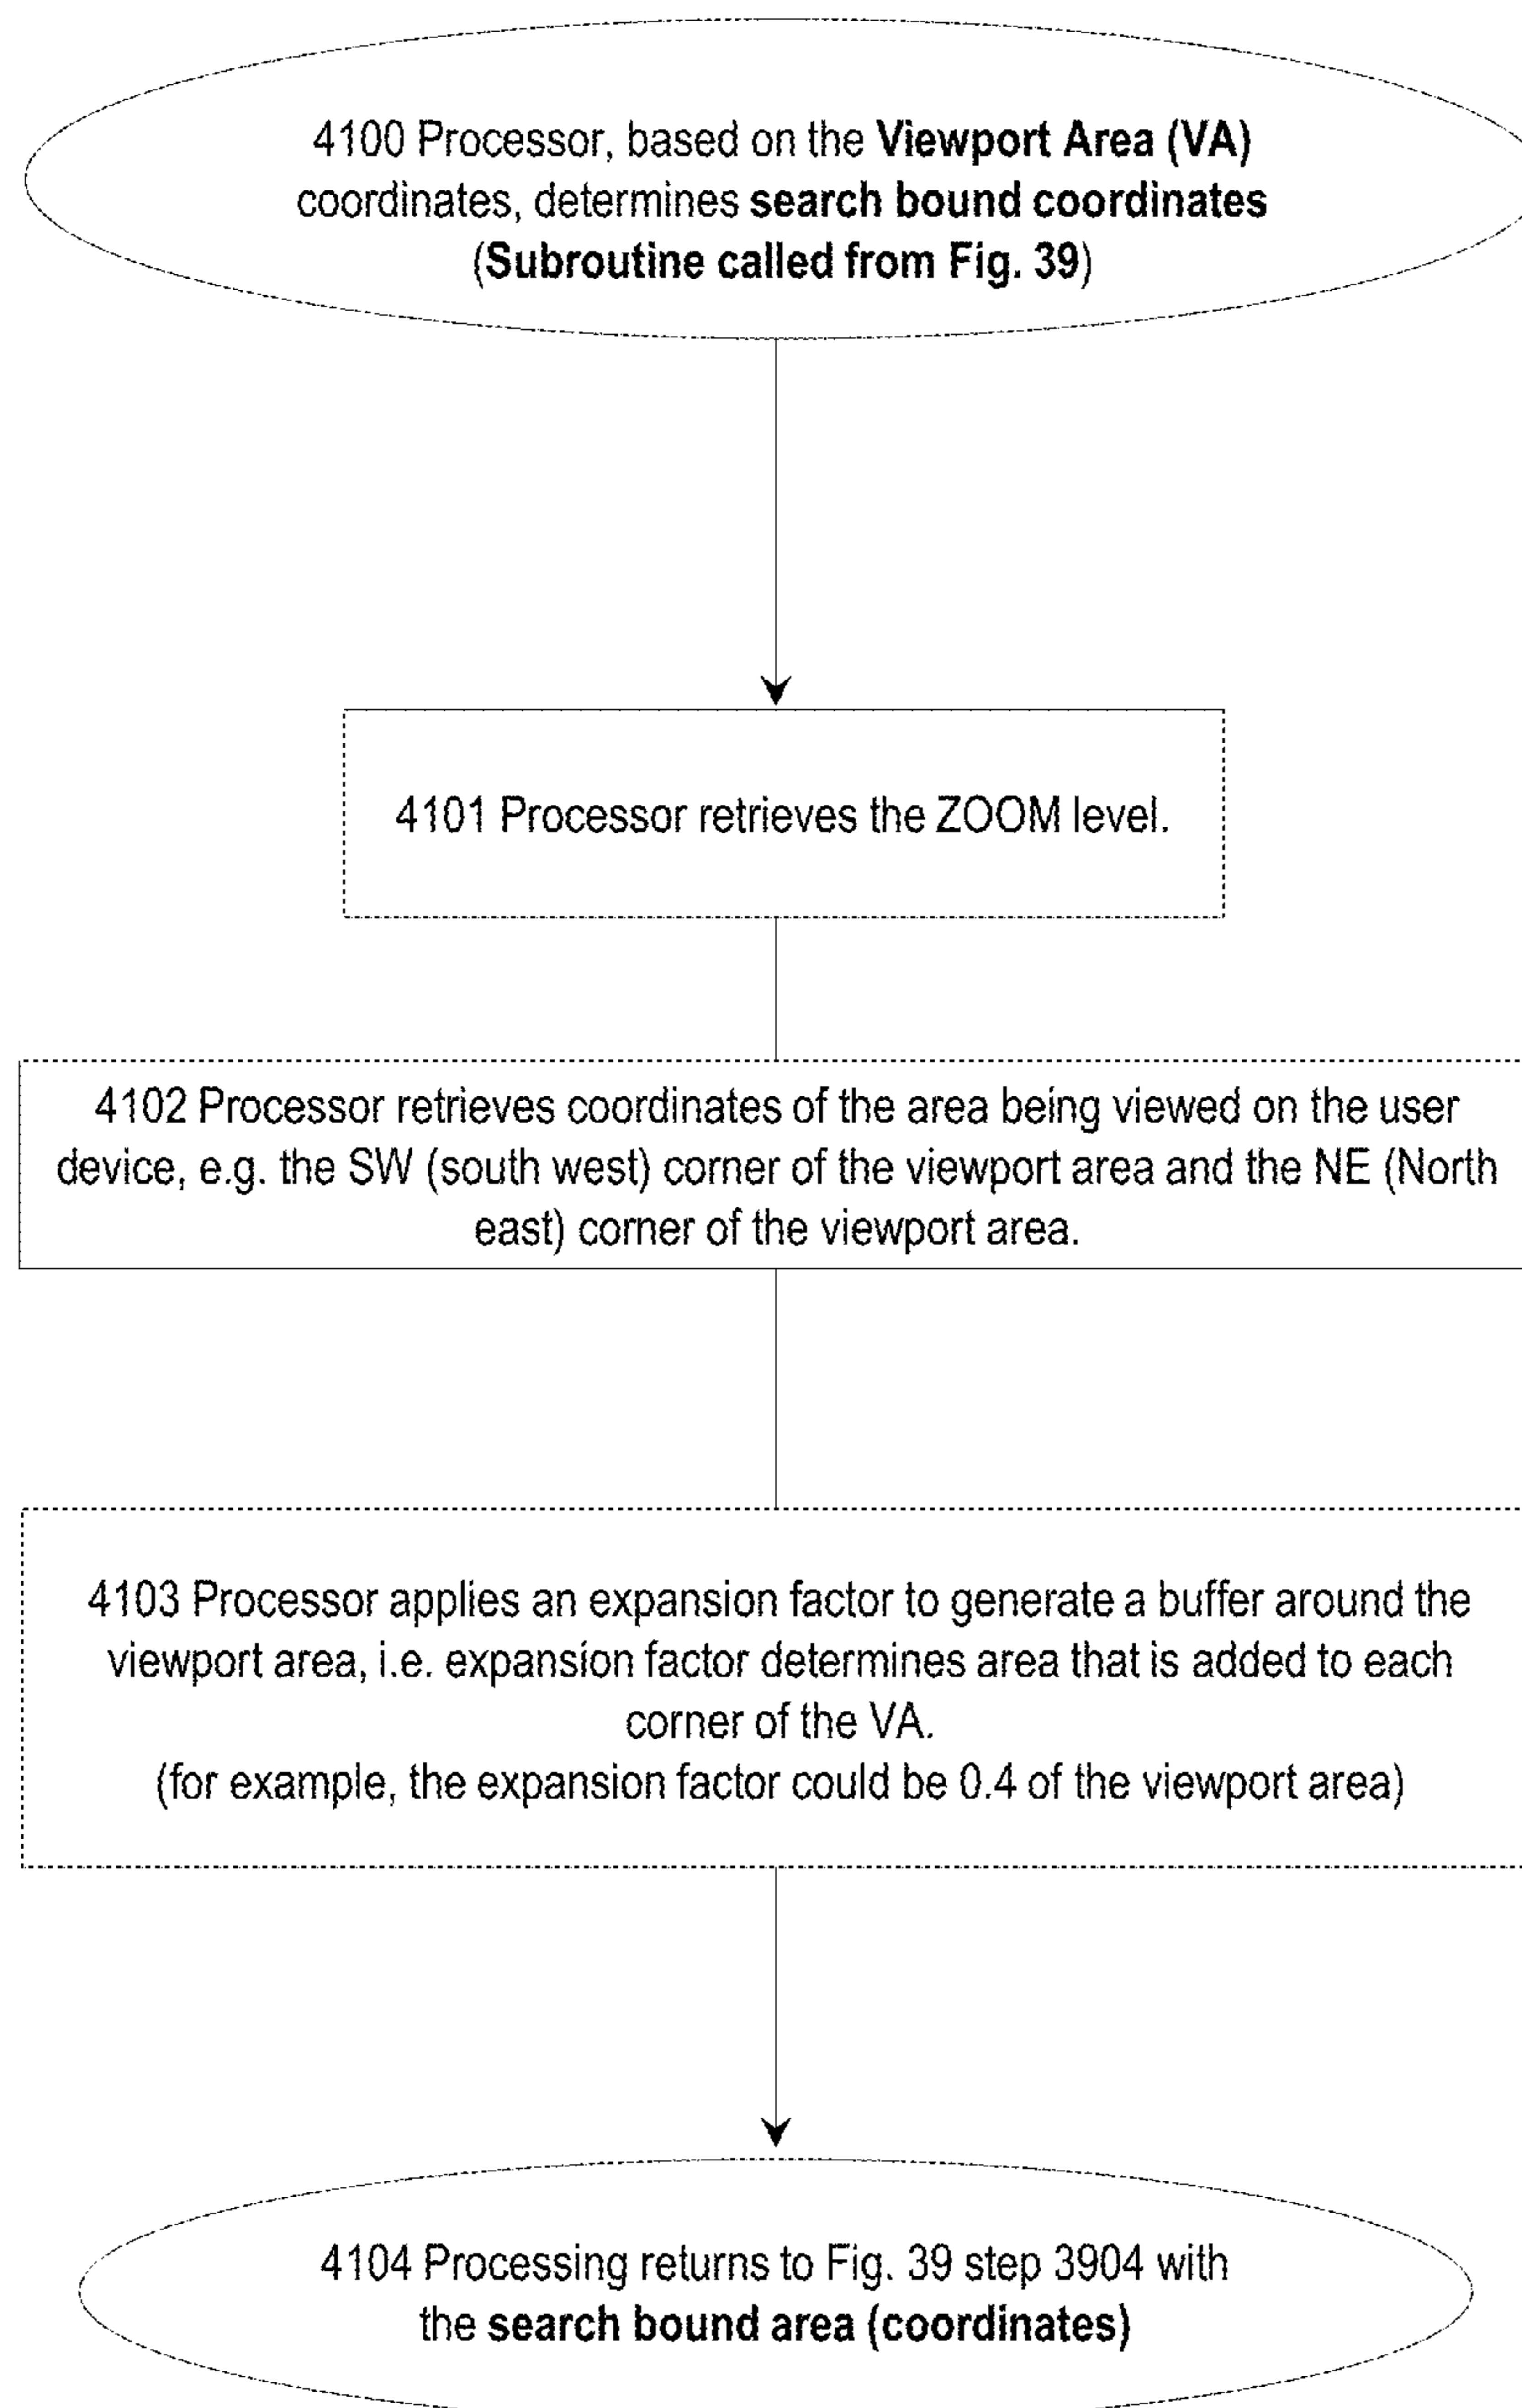 4100 Processor, based on the Viewport Area (VA)
coordinates, determines search bound coordinates
(Subroutine called from Fig. 39)
4101 Processor retrieves the ZOOM level.
4102 Processor retrieves coordinates of the area being viewed on the user
device, e.g. the SW (south west) corner of the viewport area and the NE (North
east) corner of the viewport area.
4103 Processor applies an expansion factor to generate a buffer around the
viewport area, i.e. expansion factor determines area that is added to each
corner of the VA.
(for example, the expansion factor could be 0.4 of the viewport area)
4104 Processing returns to Fig. 39 step 3904 with
the search bound area (coordinates)